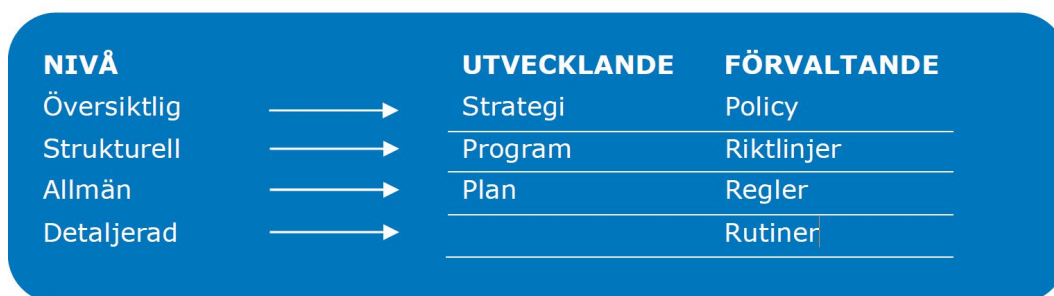 NIVÅ UTVECKLANDE FÖRVALTANDE
Översiktlig Strategi Policy
Strukturell Program Riktlinjer
Allmän Plan Regler
Detaljerad Rutiner